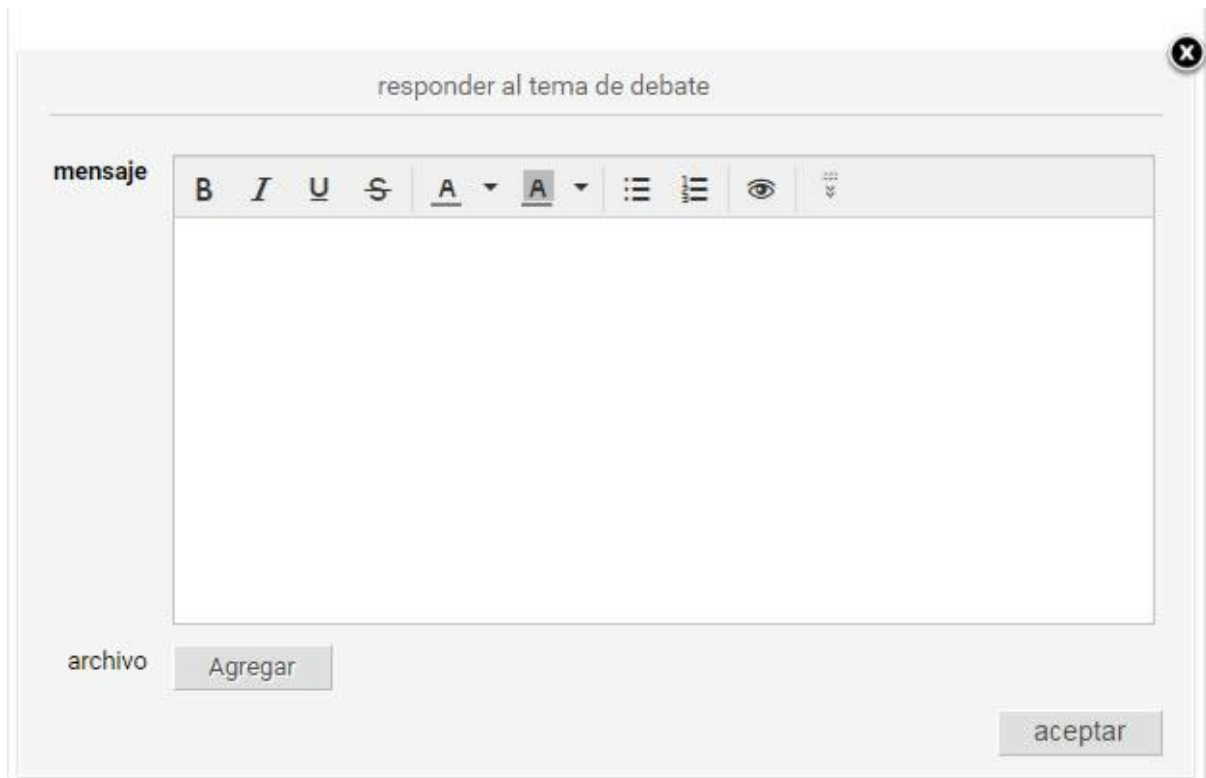 responder al tema de debate
mensaje
B I U S A A
archivo Agregar
aceptar